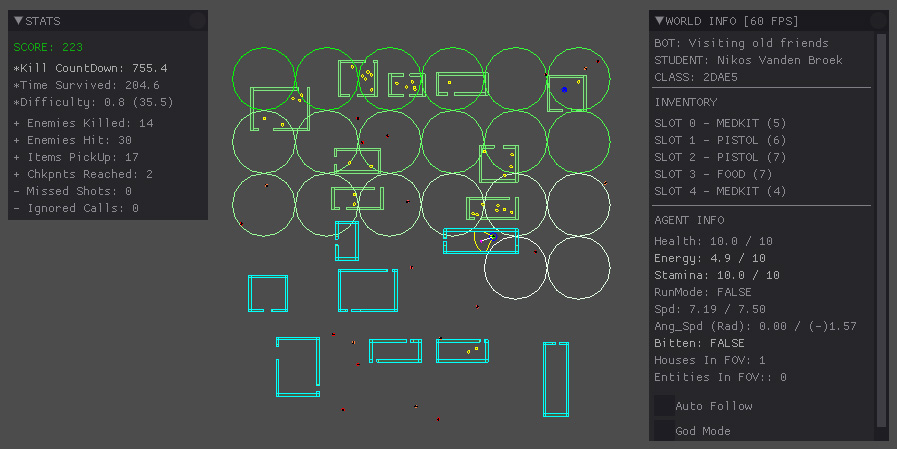 STATS
SCORE: 223
*Kill CountDown: 755.4
*Time Survived: 204.6
*Difficulty: 0.8 (35.5)
+ Enemies Killed: 14
+ Enemies Hit: 30
+ Items PickUp: 17
+ Chkpnts Reached: 2
- Missed Shots: 0
- Ignored Calls: 0
WORLD INFO [60 FPS]
BOT: Visiting old friends
STUDENT: Nikos Vanden Broek
CLASS: 2DAE5
INVENTORY
SLOT 0 - MEDKIT (5)
SLOT 1 - PISTOL (6)
SLOT 2 - PISTOL (7)
SLOT 3 - FOOD (7)
SLOT 4 - MEDKIT (4)
AGENT INFO
Health: 10.0 / 10
Energy: 4.9 / 10
Stamina: 10.0 / 10
RunMode: FALSE
Spd: 7.19 / 7.50
Ang_Spd (Rad): 0.00 / (-)1.57
Bitten: FALSE
Houses In FOV: 1
Entities In FOV:: 0
Auto Follow
God Mode